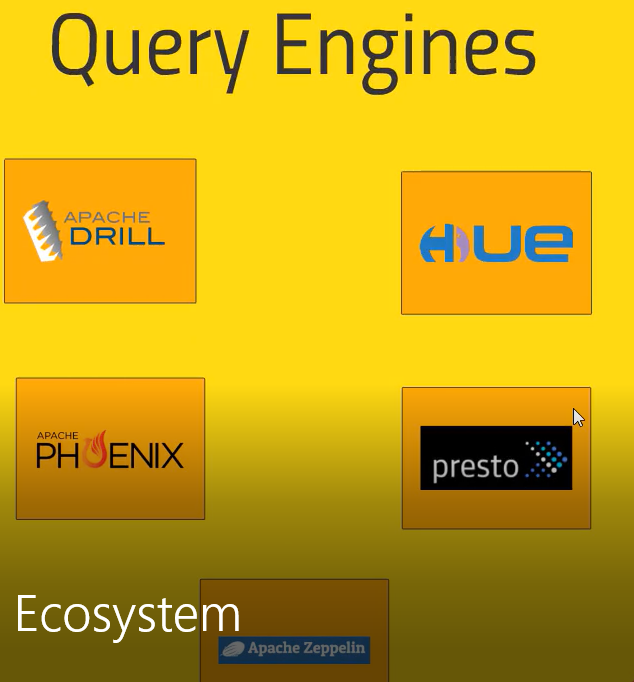 Query Engines
APACHE
DRILL
HUE
APACHE
PHOENIX
presto
Ecosystem
Apache Zeppelin